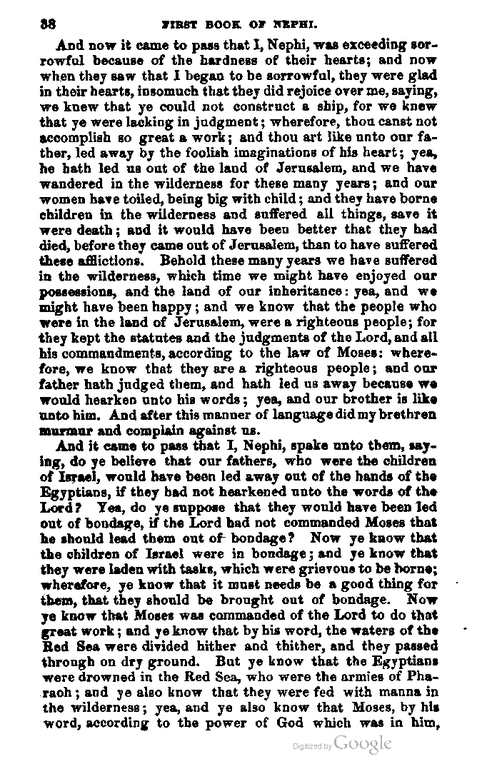 38 FIRST BOOK OF NEPHI.
And now it came to pass that I, Nephi, was exceeding sor-
rowful because of the hardness of their hearts; and now
when they saw that I began to be sorrowful, they were glad
in their hearts, insomuch that they did rejoice over me, saying,
we knew that ye could not construct a ship, for we knew
that ye were lacking in judgment; wherefore, thou canst not
accomplish so great a work; and thou art like unto our fa-
ther, led away by the foolish imaginations of his heart; yea,
he hath led us out of the land of Jerusalem, and we have
wandered in the wilderness for these many years; and our
women have toiled, being big with child; and they have borne
children in the wilderness and suffered all things, save it
were death; and it would have been better that they had
died, before they came out of Jerusalem, than to have suffered
these afflictions. Behold these many years we have suffered
in the wilderness, which time we might have enjoyed our
possessions, and the land of our inheritance: yea, and we
might have been happy; and we know that the people who
were in the land of Jerusalem, were a righteous people; for
they kept the statutes and the judgments of the Lord, and all
his commandments, according to the law of Moses: where-
fore, we know that they are a righteous people; and our
father hath judged them, and hath led us away because we
would hearken unto his words; yea, and our brother is like
unto him. And after this manner of language did my brethren
murmur and complain against us.
And it came to pass that I, Nephi, spake unto them, say-
ing, do ye believe that our fathers, who were the children
of Israel, would have been led away out of the hands of the
Egyptians, if they had not hearkened unto the words of the
Lord? Yea, do ye suppose that they would have been led
out of bondage, if the Lord had not commanded Moses that
he should lead them out of bondage? Now ye know that
the children of Israel were in bondage; and ye know that
they were laden with tasks, which were grievous to be borne;
wherefore, ye know that it must needs be a good thing for
them, that they should be brought out of bondage. Now
ye know that Moses was commanded of the Lord to do that
great work; and ye know that by his word, the waters of the
Red Sea were divided hither and thither, and they passed
through on dry ground. But ye know that the Egyptians
were drowned in the Red Sea, who were the armies of Pha-
raoh; and ye also know that they were fed with manna in
the wilderness; yea, and ye also know that Moses, by his
word, according to the power of God which was in him,
Digitized by Google